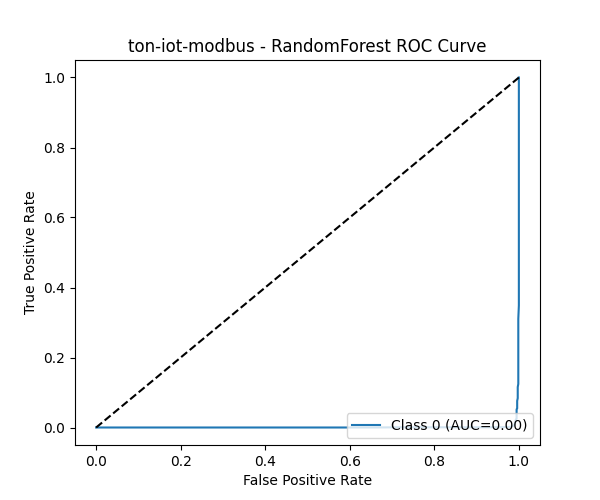 ton-iot-modbus - RandomForest ROC Curve
1.0
0.8
0.6
0.4
0.2
0.0
True Positive Rate
Class 0 (AUC=0.00)
0.0 0.2 0.4 0.6 0.8 1.0
False Positive Rate